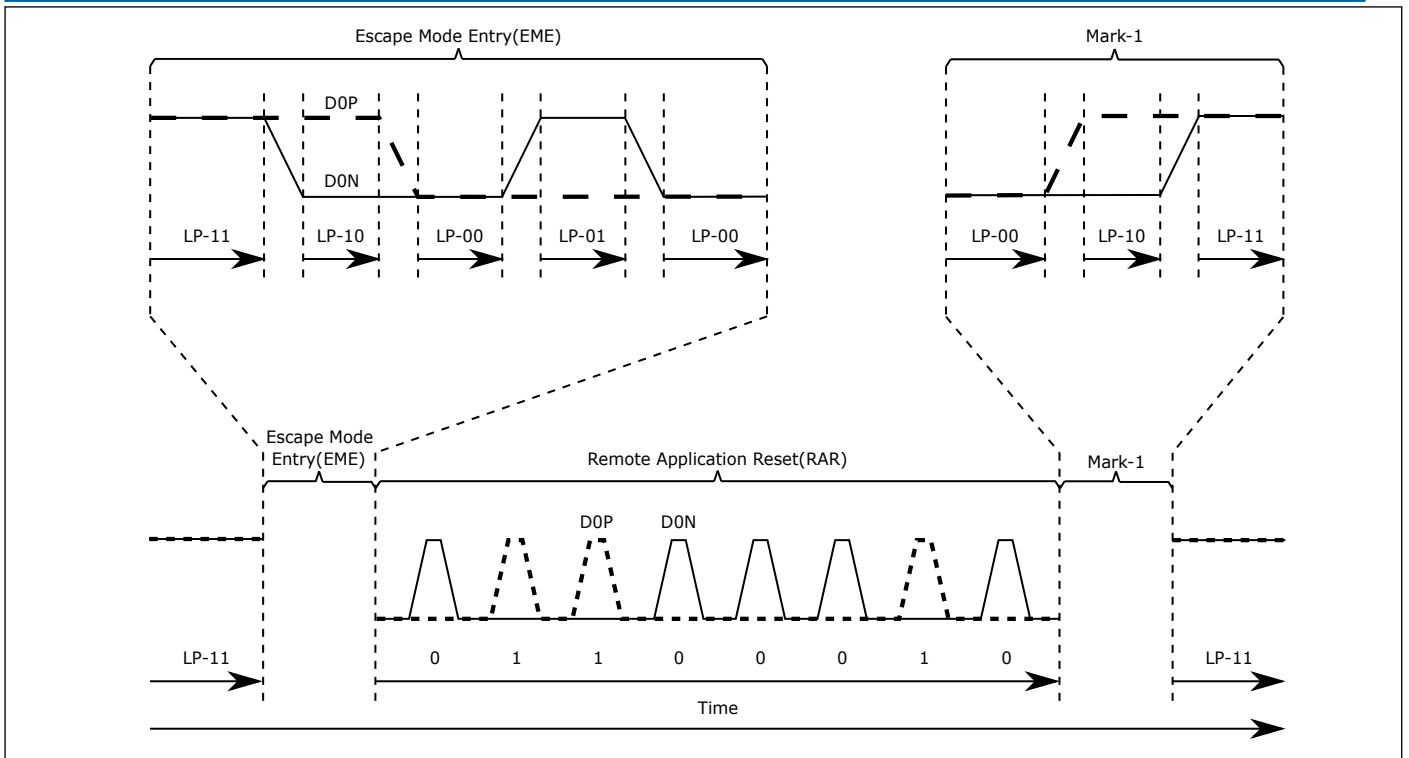 Escape Mode Entry(EME)
Mark-1
D0P
D0N
LP-11 LP-10 LP-00 LP-01 LP-00
LP-00 LP-10 LP-11
Escape Mode
Entry(EME)
Remote Application Reset(RAR)
Mark-1
D0P D0N
LP-11
0 1 1 0 0 0 1 0
LP-11
Time